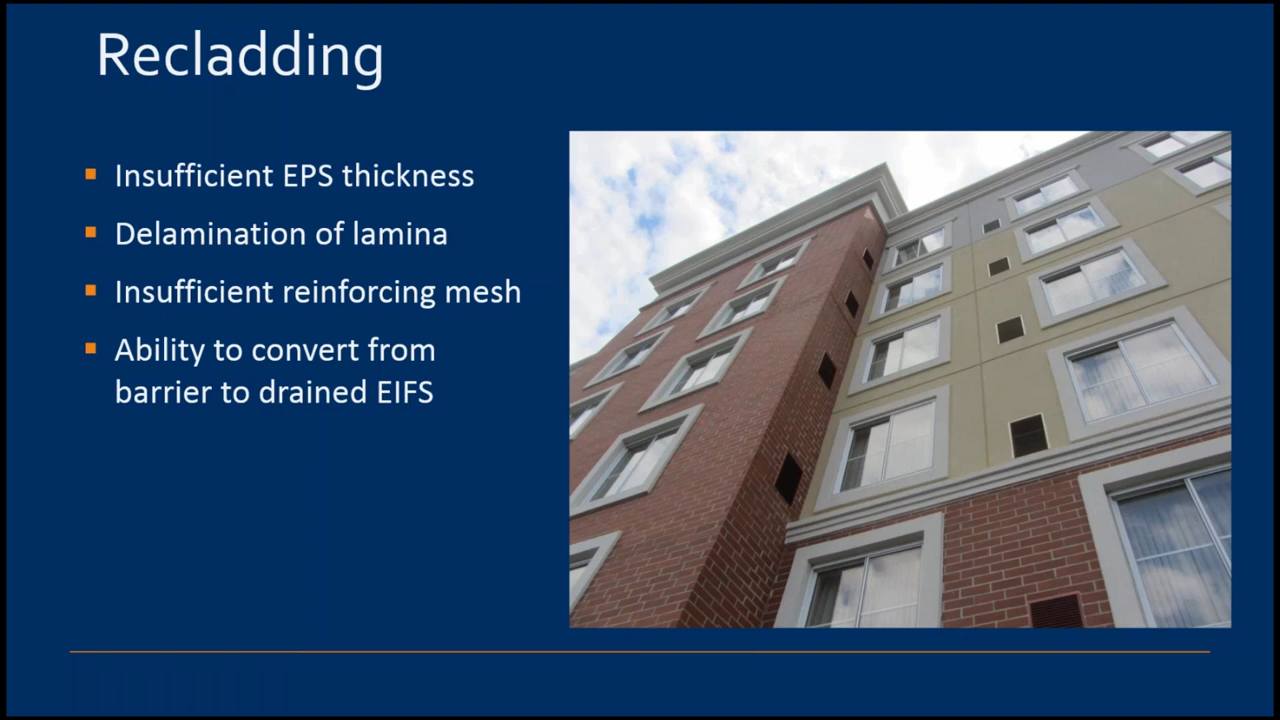 Recladding
Insufficient EPS thickness
Delamination of lamina
Insufficient reinforcing mesh
Ability to convert from
barrier to drained EIFS